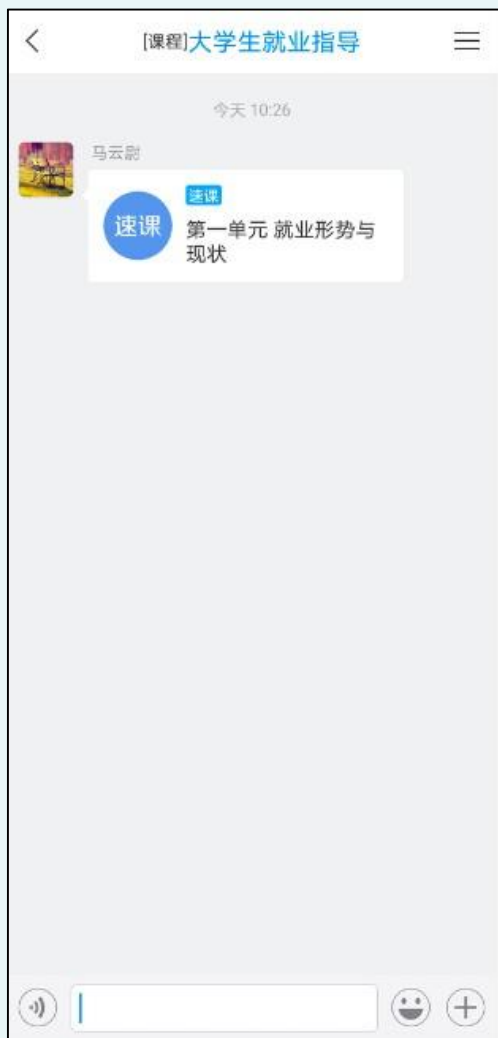 [课程]大学生就业指导
今天 10:26
马云尉
速课
速课
第一单元 就业形势与
现状